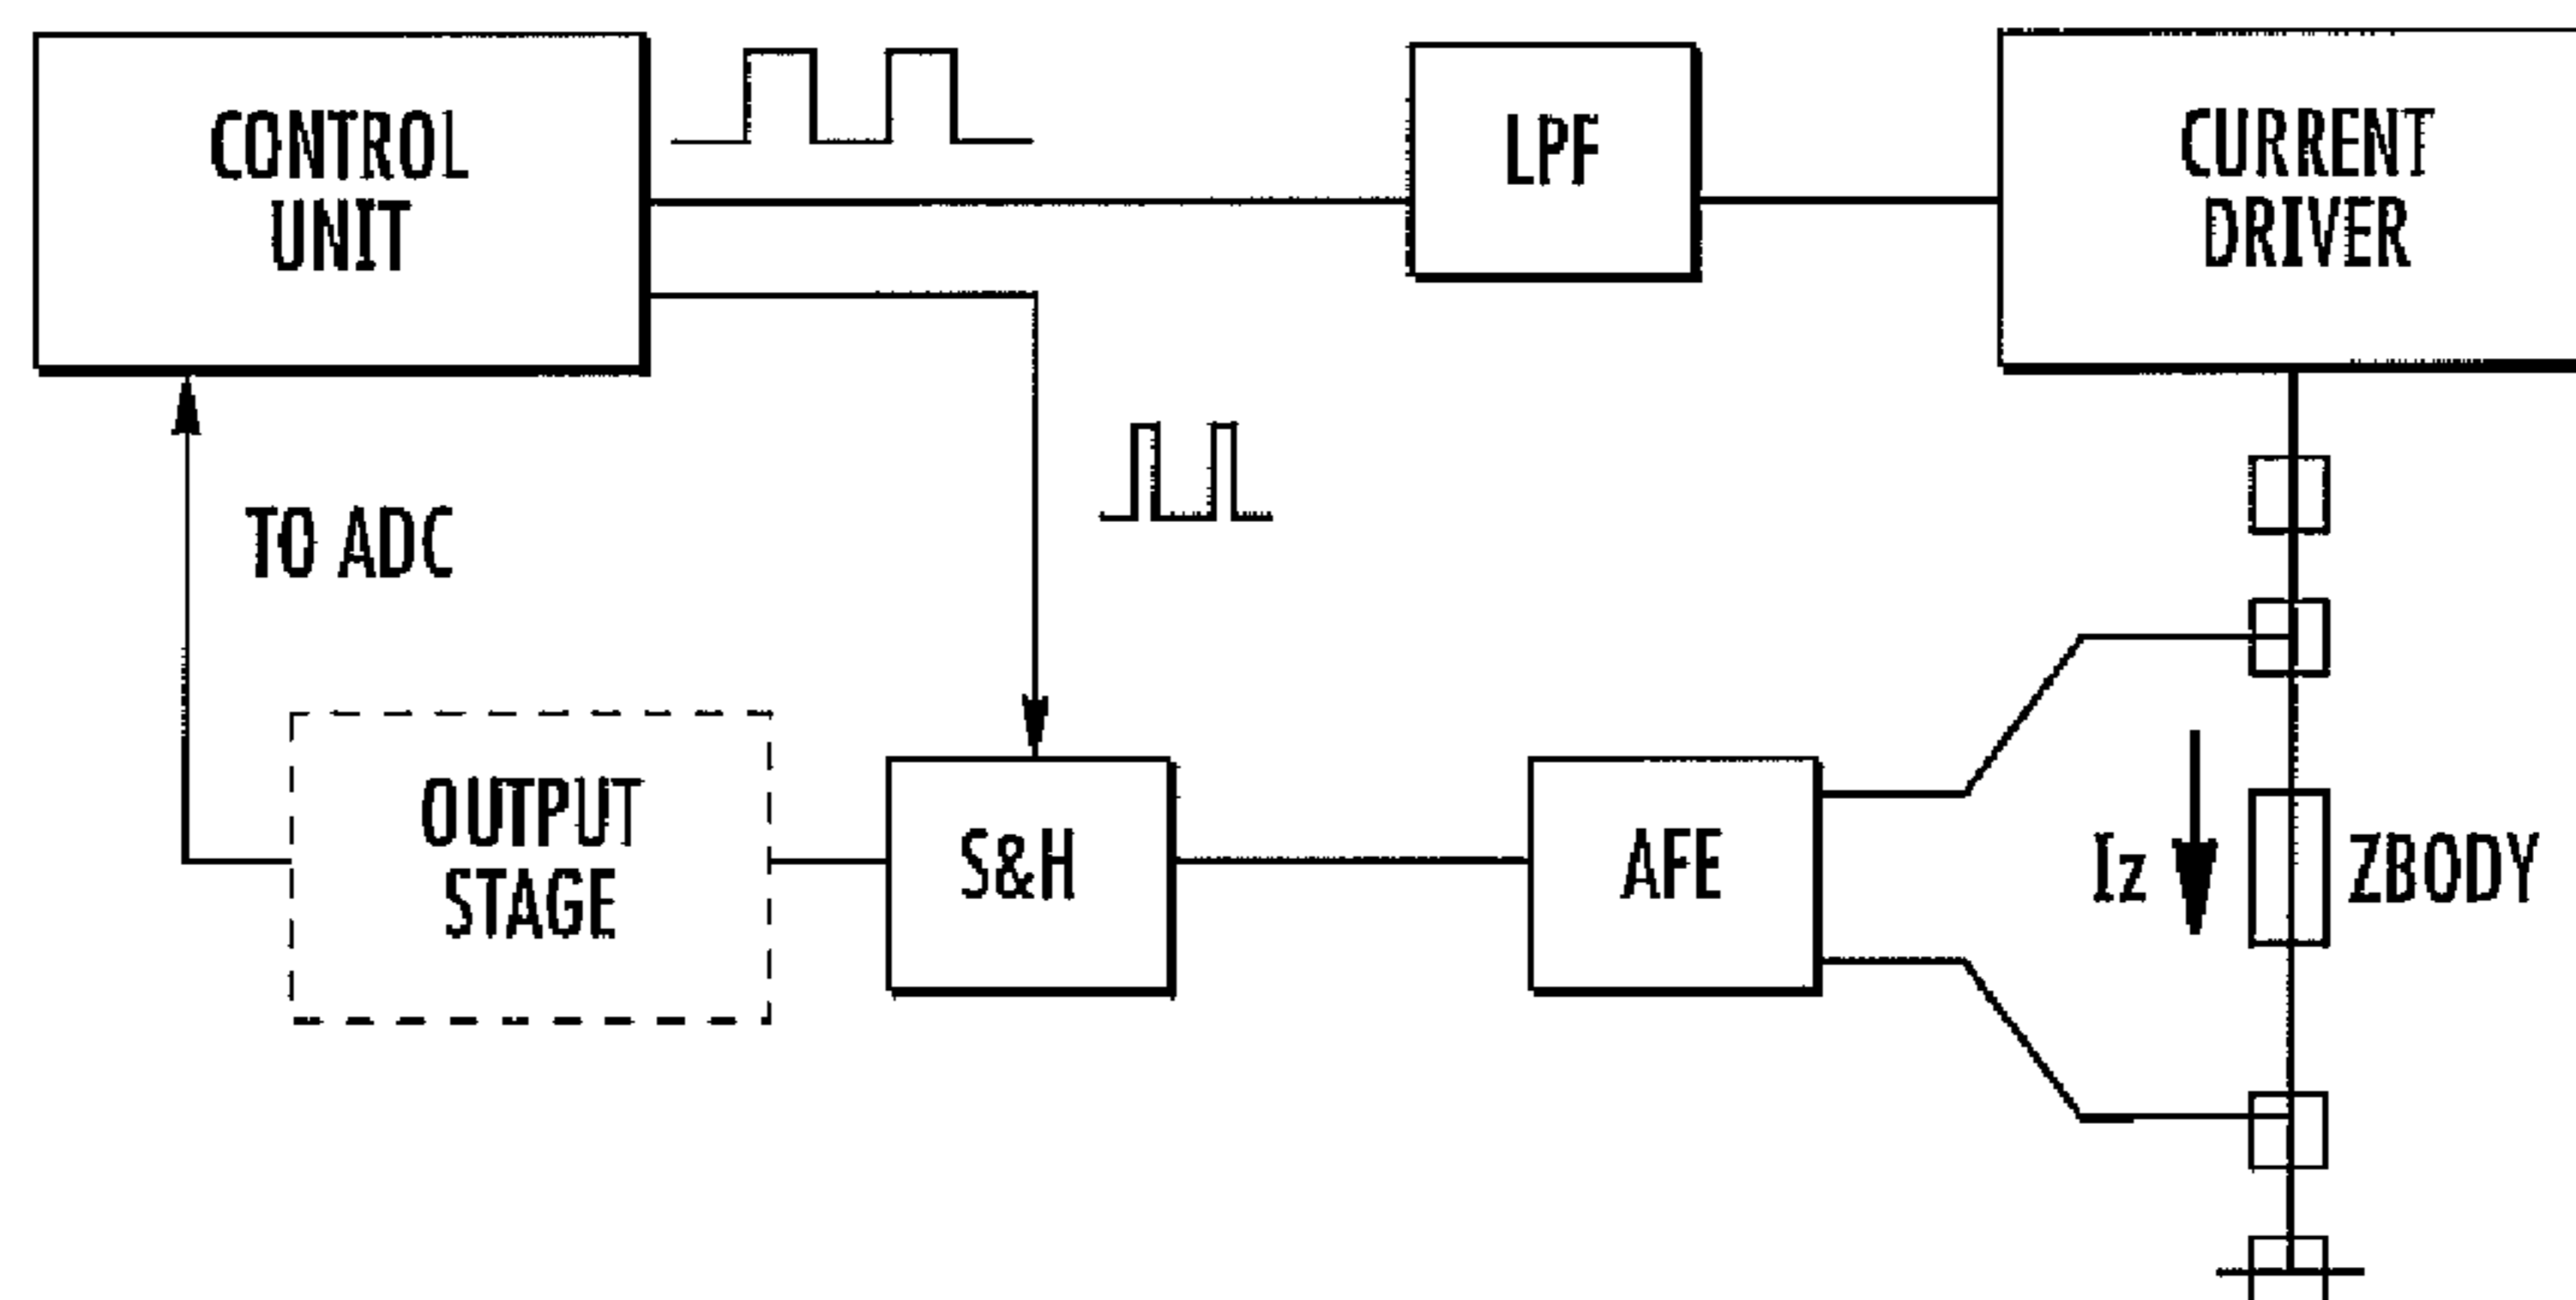 CONTROL
UNIT
LPF
CURRENT
DRIVER
TO ADC
OUTPUT
STAGE
S&H
AFE
Iz
ZBODY